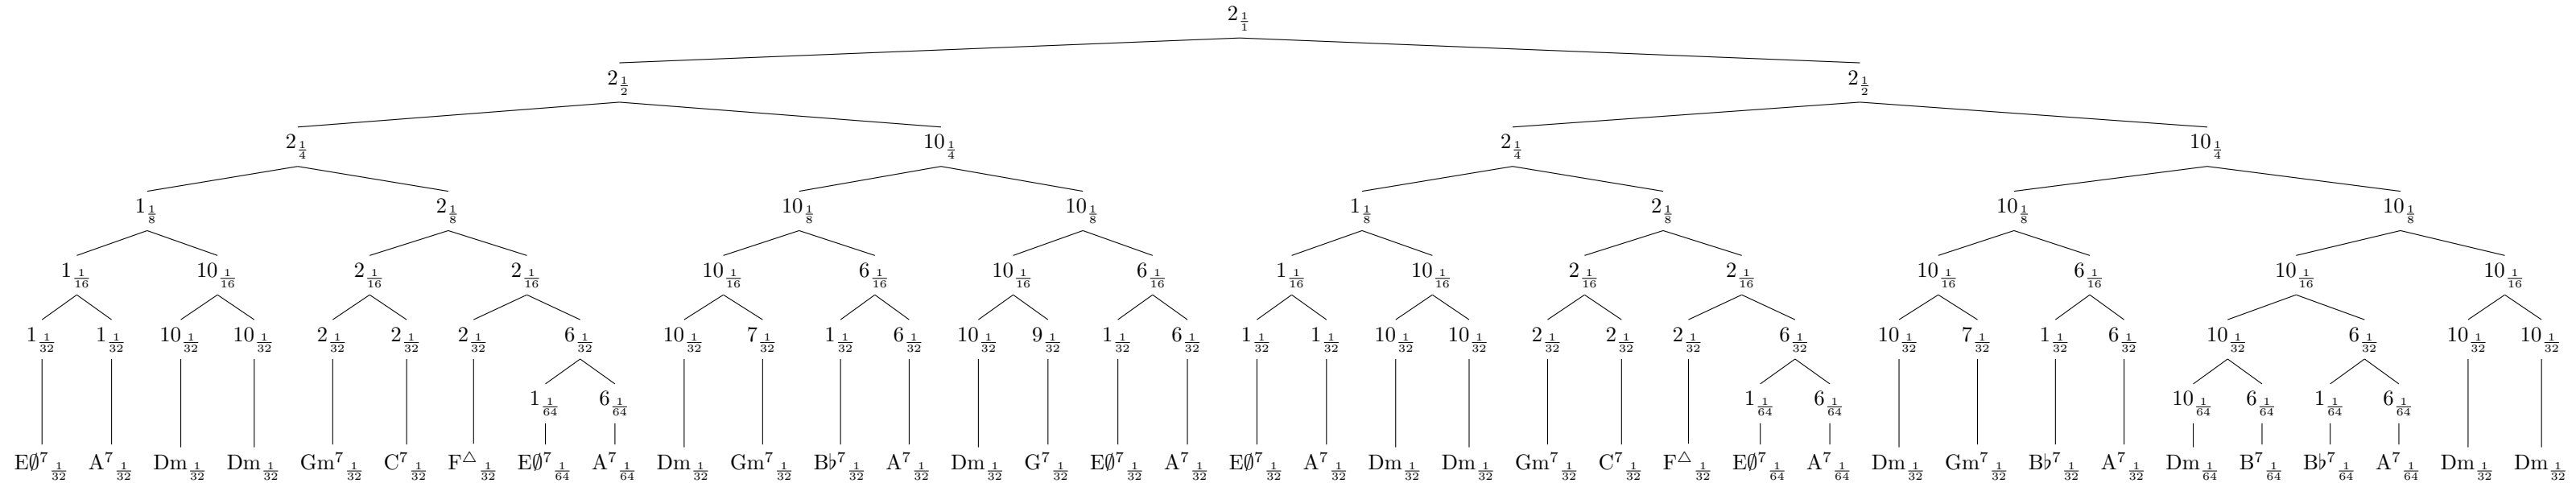 2 1/1
2 1/2 2 1/2
2 1/4 10 1/4 2 1/4 10 1/4
1 1/8 2 1/8 10 1/8 10 1/8 1 1/8 2 1/8 10 1/8 10 1/8
1 1/16 10 1/16 2 1/16 2 1/16 10 1/16 6 1/16 10 1/16 6 1/16 1 1/16 10 1/16 2 1/16 2 1/16 10 1/16 6 1/16 10 1/16 10 1/16
1 1/32 1 1/32 10 1/32 10 1/32 2 1/32 2 1/32 2 1/32 6 1/32 10 1/32 7 1/32 1 1/32 6 1/32 10 1/32 9 1/32 1 1/32 6 1/32 1 1/32 1 1/32 10 1/32 10 1/32 2 1/32 2 1/32 2 1/32 6 1/32 10 1/32 7 1/32 1 1/32 6 1/32 10 1/32 6 1/32 10 1/32 10 1/32
1 1/64 6 1/64 1 1/64 6 1/64 10 1/64 6 1/64 1 1/64 6 1/64
E∅⁷ 1/32 A⁷ 1/32 Dm 1/32 Dm 1/32 Gm⁷ 1/32 C⁷ 1/32 F△ 1/32 E∅⁷ 1/64 A⁷ 1/64 Dm 1/32 Gm⁷ 1/32 B♭⁷ 1/32 A⁷ 1/32 Dm 1/32 G⁷ 1/32 E∅⁷ 1/32 A⁷ 1/32 E∅⁷ 1/32 A⁷ 1/32 Dm 1/32 Dm 1/32 Gm⁷ 1/32 C⁷ 1/32 F△ 1/32 E∅⁷ 1/64 A⁷ 1/64 Dm 1/32 Gm⁷ 1/32 B♭⁷ 1/32 A⁷ 1/32 Dm 1/64 B⁷ 1/64 B♭⁷ 1/64 A⁷ 1/64 Dm 1/32 Dm 1/32